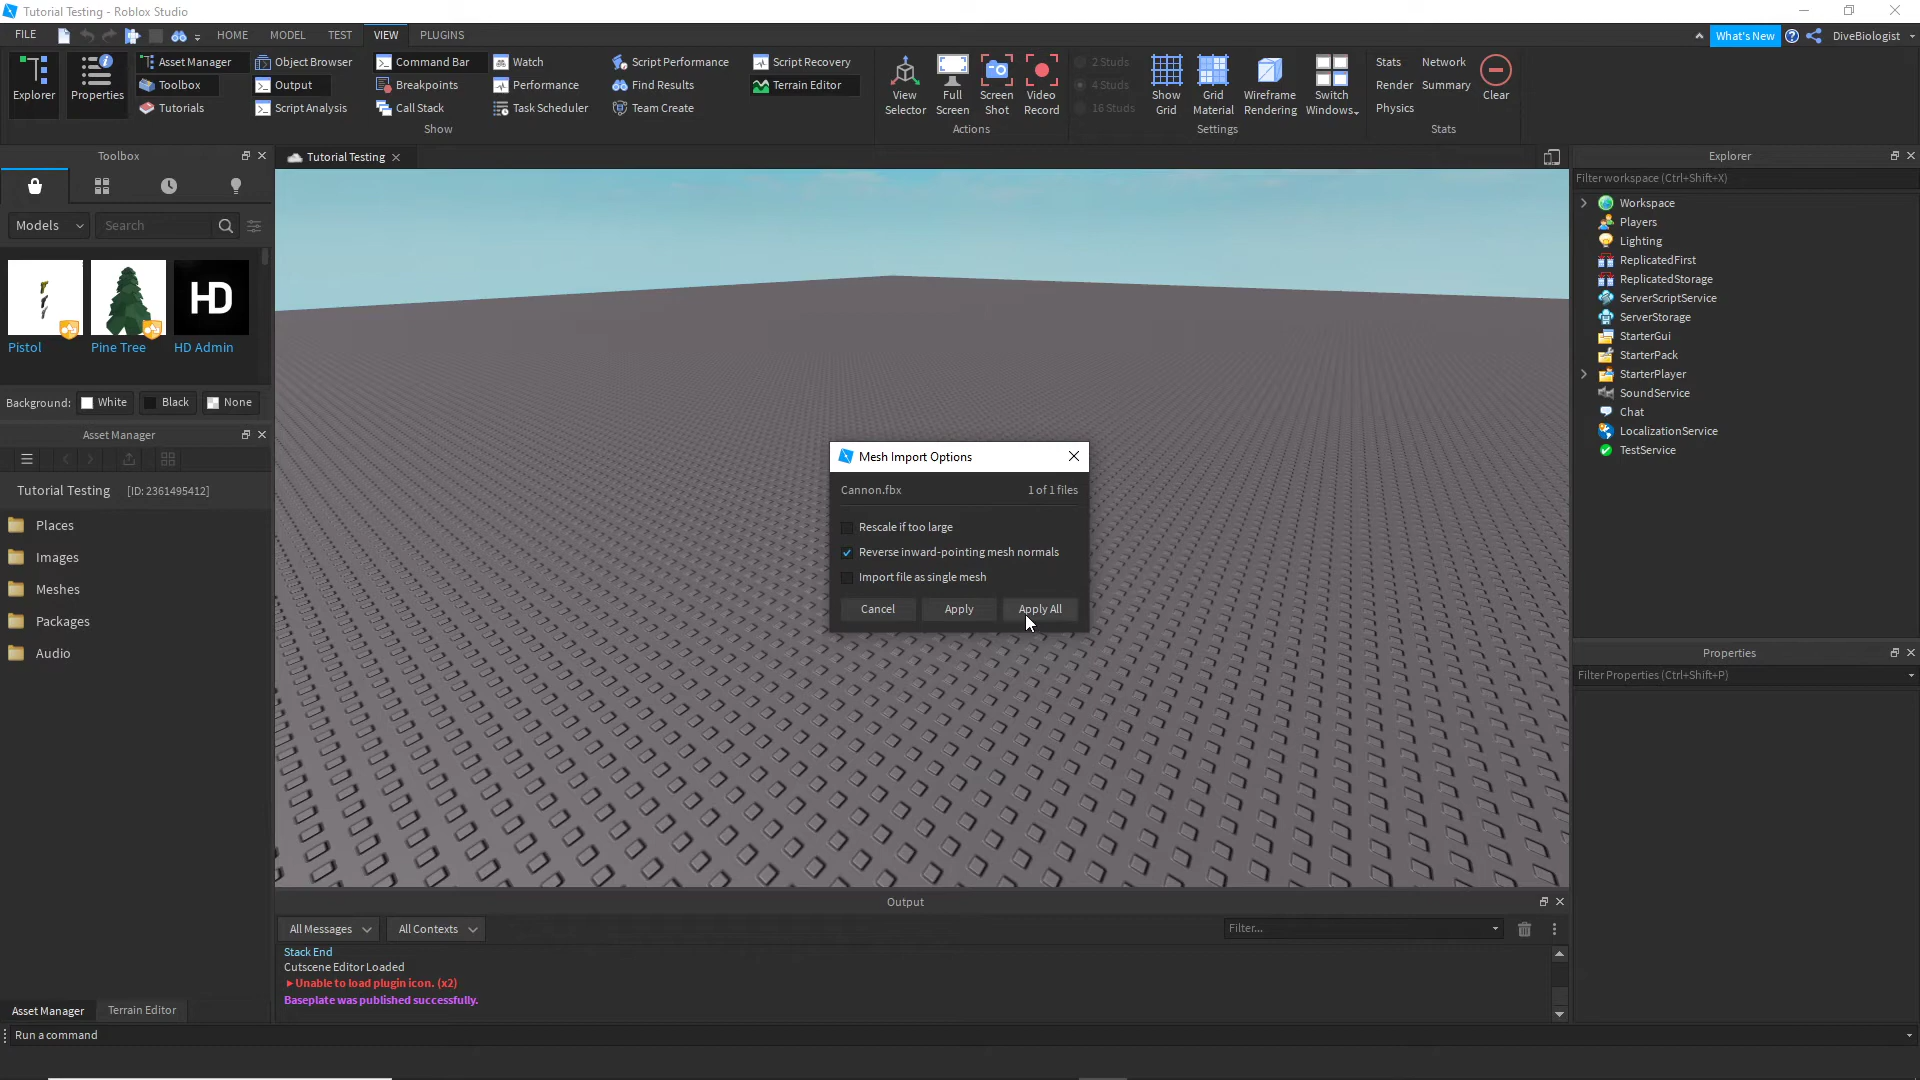 Tutorial Testing - Roblox Studio
FILE HOME MODEL TEST VIEW PLUGINS What's New DiveBiologist
Explorer
Properties
Asset Manager
Toolbox
Tutorials
Object Browser
Output
Script Analysis
Command Bar
Breakpoints
Call Stack
Watch
Performance
Task Scheduler
Script Performance
Find Results
Team Create
Script Recovery
Terrain Editor
Show
View
Selector
Full
Screen
Screen
Shot
Video
Record
Actions
2 Studs
4 Studs
16 Studs
Show
Grid
Grid
Material
Wireframe
Rendering
Switch
Windows
Settings
Stats
Render
Physics
Network
Summary
Clear
Stats
Toolbox
Models
Search
HD
Pistol
Pine Tree
HD Admin
Background: White Black None
Asset Manager
Tutorial Testing [ID: 2361495412]
Places
Images
Meshes
Packages
Audio
Asset Manager Terrain Editor
Run a command
Tutorial Testing
Mesh Import Options
Cannon.fbx 1 of 1 files
Rescale if too large
Reverse inward-pointing mesh normals
Import file as single mesh
Cancel Apply Apply All
Output
All Messages All Contexts Filter...
Stack End
Cutscene Editor Loaded
Unable to load plugin icon. (x2)
Baseplate was published successfully.
Explorer
Filter workspace (Ctrl+Shift+X)
Workspace
Players
Lighting
ReplicatedFirst
ReplicatedStorage
ServerScriptService
ServerStorage
StarterGui
StarterPack
StarterPlayer
SoundService
Chat
LocalizationService
TestService
Properties
Filter Properties (Ctrl+Shift+P)